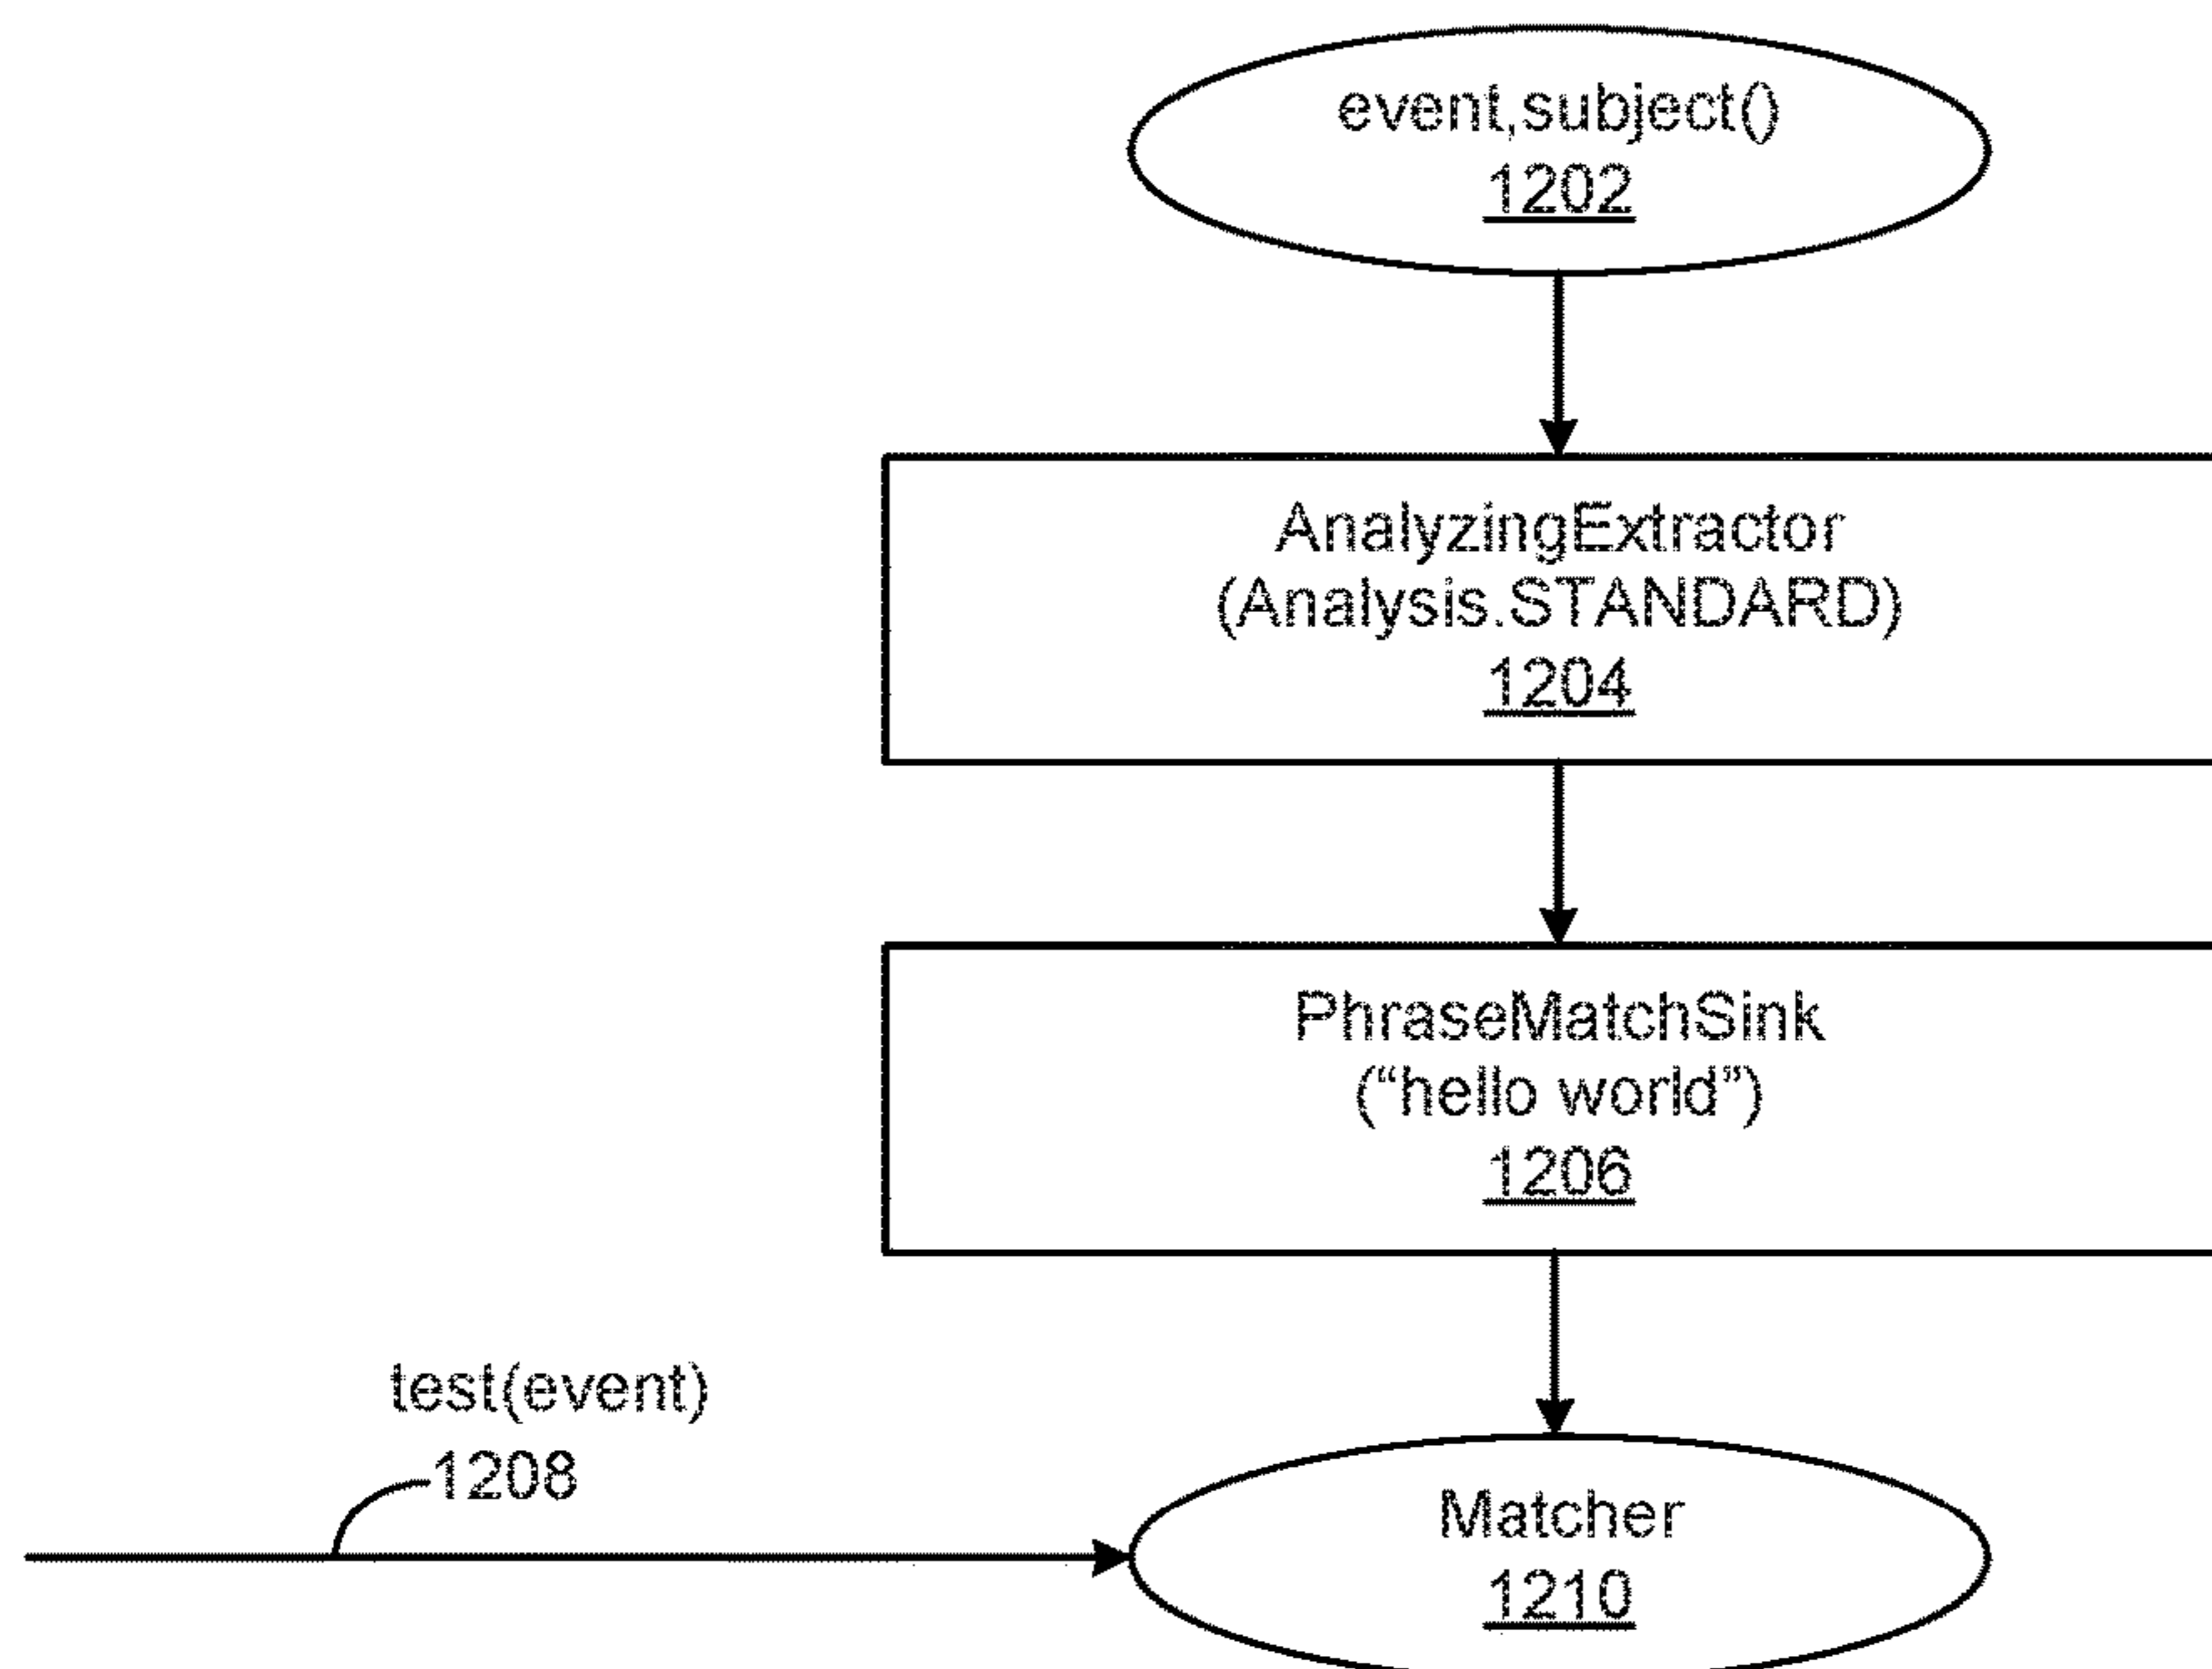 event,subject()
1202
AnalyzingExtractor
(Analysis.STANDARD)
1204
PhraseMatchSink
(“hello world”)
1206
test(event)
1208
Matcher
1210